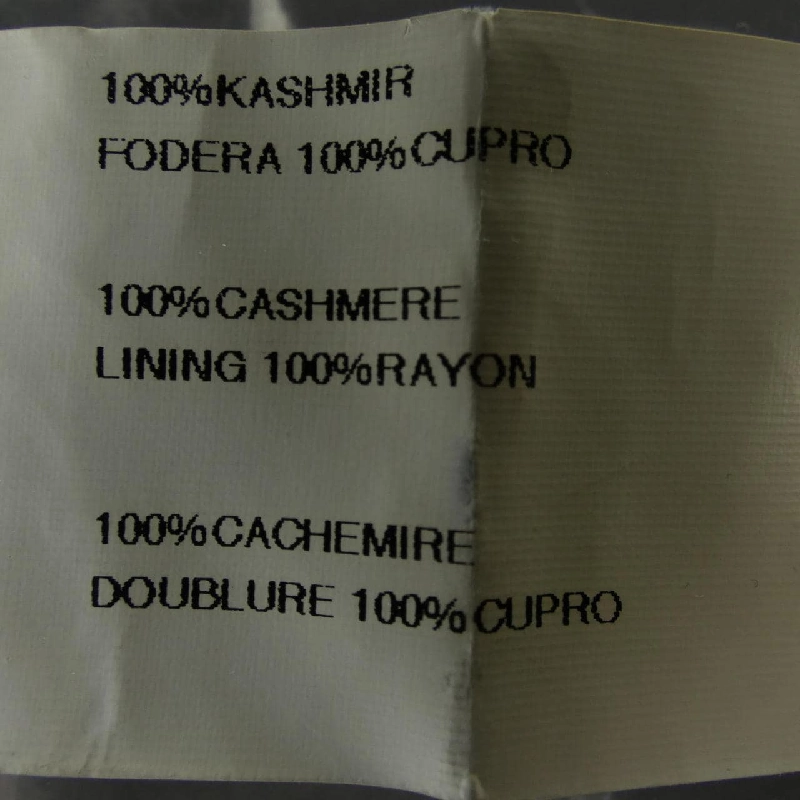 100%KASHMIR
FODERA 100%CUPRO
100%CASHMERE
LINING 100%RAYON
100%CACHEMIRE
DOUBLURE 100%CUPRO